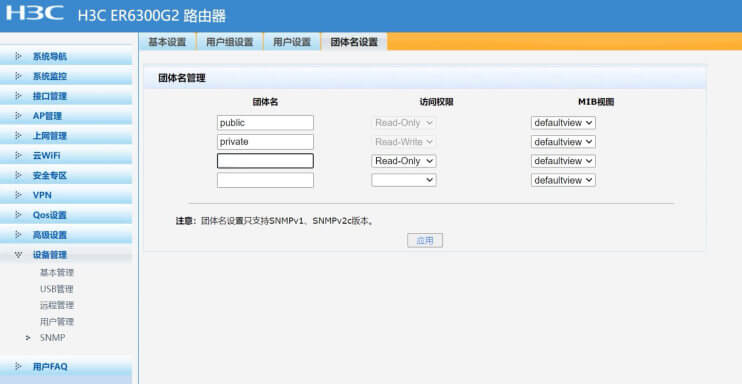 H3C H3C ER6300G2 路由器
基本设置 用户组设置 用户设置 团体名设置
系统导航
系统监控
接口管理
AP管理
上网管理
云WiFi
安全专区
VPN
Qos设置
高级设置
设备管理
基本管理
USB管理
远程管理
用户管理
SNMP
用户FAQ
团体名管理
团体名 访问权限 MIB视图
public Read-Only defaultview
private Read-Write defaultview
Read-Only defaultview
defaultview
注意：团体名设置只支持SNMPv1、SNMPv2c版本。
应用